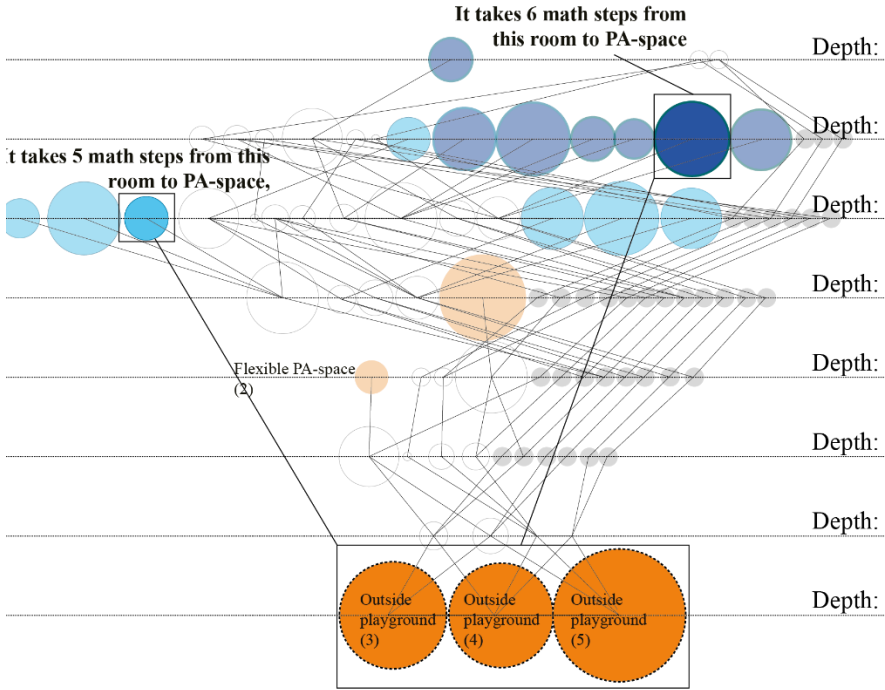 It takes 6 math steps from
this room to PA-space
Depth:
Depth:
It takes 5 math steps from this
room to PA-space,
Depth:
Depth:
Flexible PA-space
(2)
Depth:
Depth:
Depth:
Outside
playground
(3)
Outside
playground
(4)
Outside
playground
(5)
Depth: